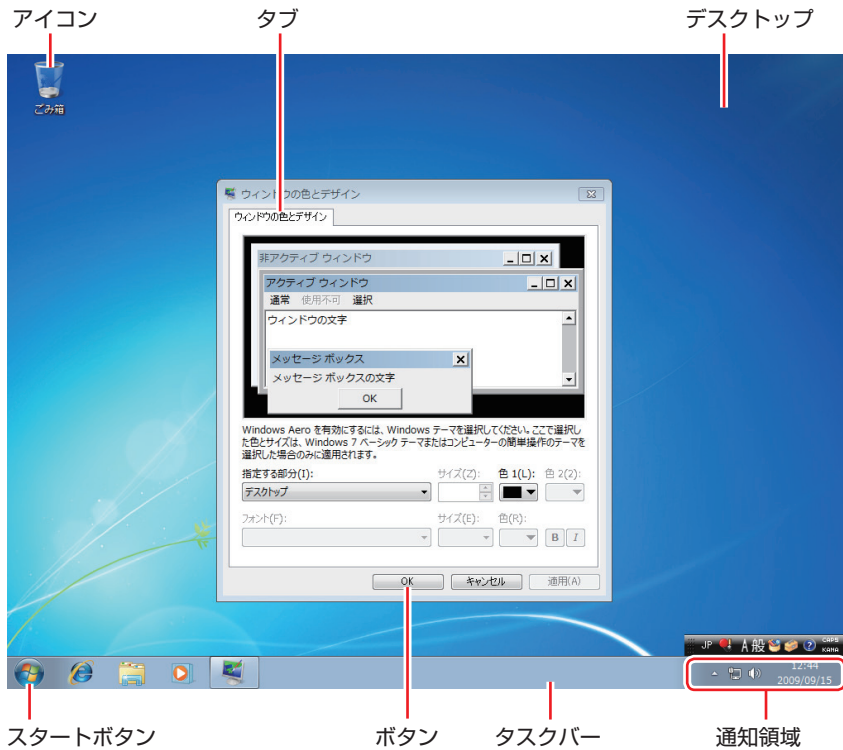 アイコン
タブ
デスクトップ
ごみ箱
ウィンドウの色とデザイン
ウィンドウの色とデザイン
非アクティブ ウィンドウ
アクティブ ウィンドウ
通常 使用不可 選択
ウィンドウの文字
メッセージ ボックス
メッセージ ボックスの文字
OK
Windows Aero を有効にするには、Windows テーマを選択してください。ここで選択し
た色とサイズは、Windows 7 ベーシック テーマまたはコンピューターの簡単操作のテーマを
選択した場合のみに適用されます。
指定する部分(I): サイズ(Z): 色 1(L): 色 2(2):
デスクトップ
フォント(F): サイズ(E): 色(R):
B I
OK キャンセル 適用(A)
JP A 般 CAPS
KANA
12:44
2009/09/15
スタートボタン
ボタン
タスクバー
通知領域